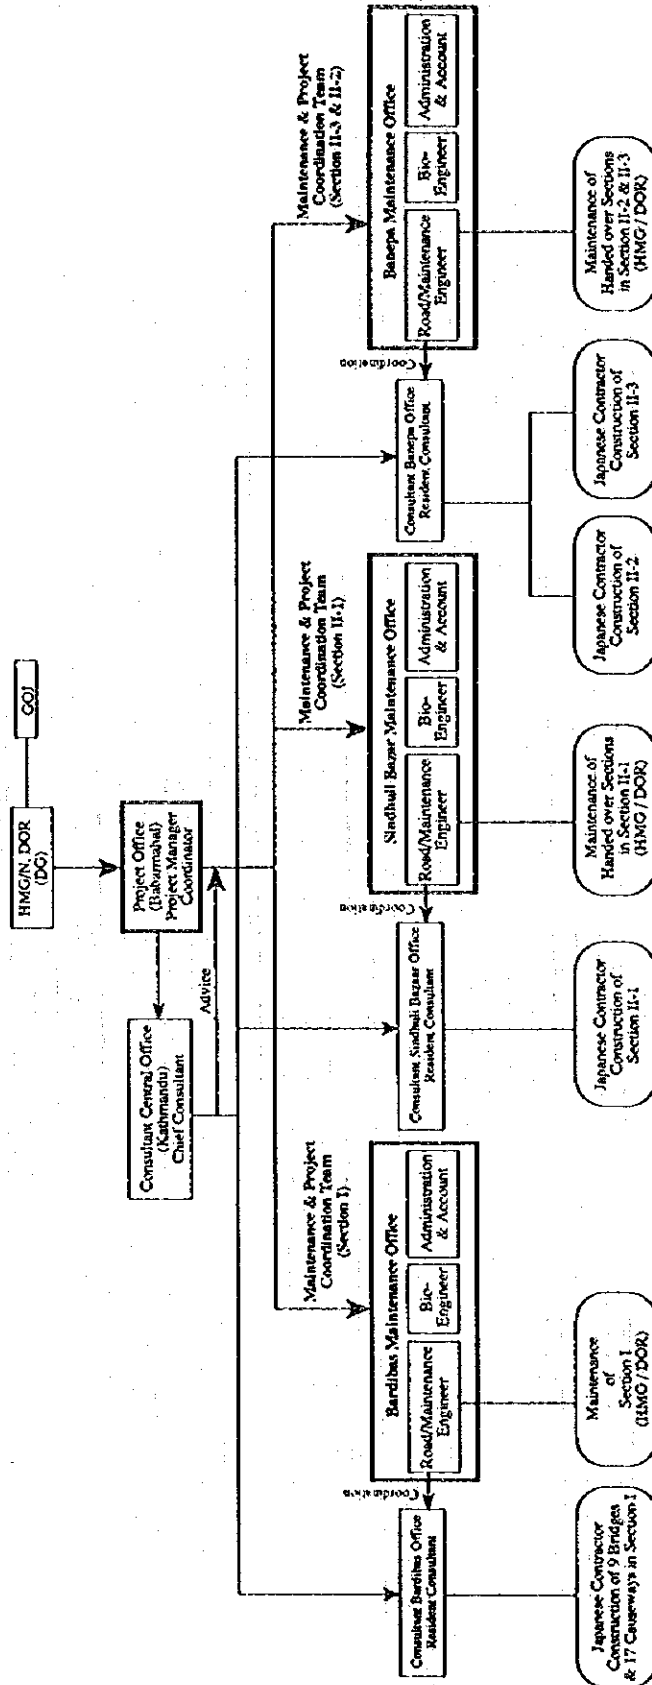 GOJ
HMG/N, DOR
(DG)
Project Office
(Babarmahal)
Project Manager
Coordinator
Consultant Central Office
(Kathmandu)
Chief Consultant
Advice
Maintenance & Project
Coordination Team
(Section I)
Maintenance & Project
Coordination Team
(Section II-1)
Maintenance & Project
Coordination Team
(Section II-3 & II-2)
Bardibas Maintenance Office
Road/Maintenance
Engineer
Bio-
Engineer
Administration
& Account
Sindhuli Bazar Maintenance Office
Road/Maintenance
Engineer
Bio-
Engineer
Administration
& Account
Banepa Maintenance Office
Road/Maintenance
Engineer
Bio-
Engineer
Administration
& Account
Coordination
Coordination
Coordination
Consultant Bardibas Office
Resident Consultant
Consultant Sindhuli Bazaar Office
Resident Consultant
Consultant Banepa Office
Resident Consultant
Japanese Contractor
Construction of 9 Bridges
& 17 Causeways in Section I
Maintenance
of
Section I
(HMG / DOR)
Japanese Contractor
Construction of
Section II-1
Maintenance of
Handed over Sections
in Section II-1
(HMG / DOR)
Japanese Contractor
Construction of
Section II-2
Japanese Contractor
Construction of
Section II-3
Maintenance of
Handed over Sections
in Section II-2 & II-3
(HMG / DOR)